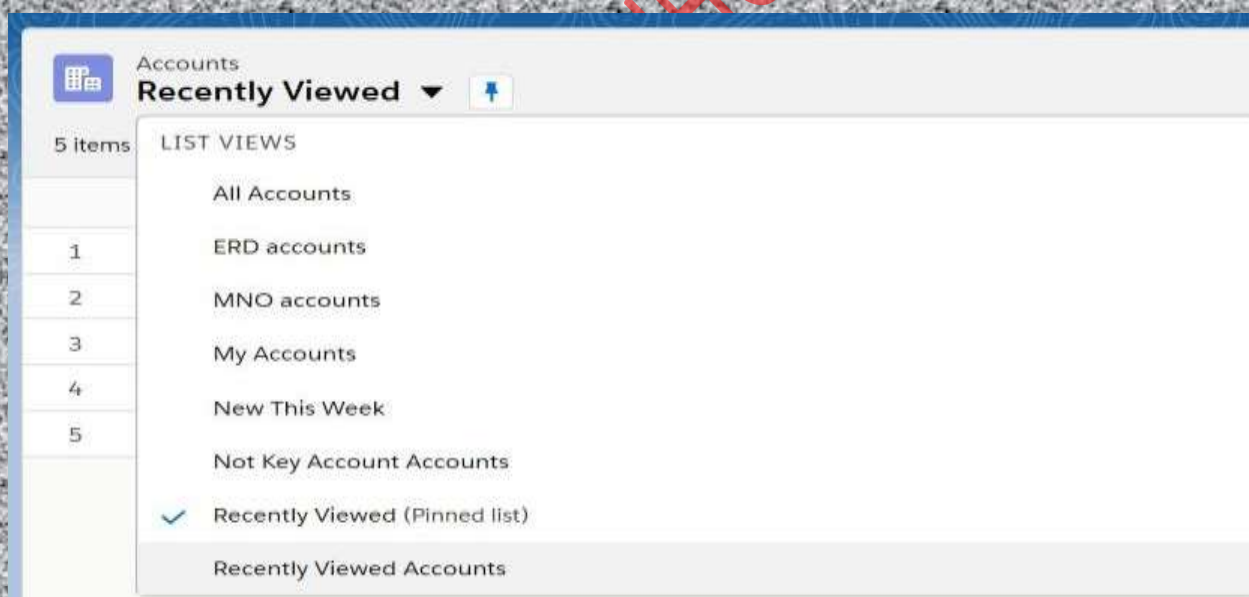 Accounts
Recently Viewed
5 items
LIST VIEWS
All Accounts
1
ERD accounts
2
MNO accounts
3
My Accounts
4
New This Week
5
Not Key Account Accounts
Recently Viewed (Pinned list)
Recently Viewed Accounts